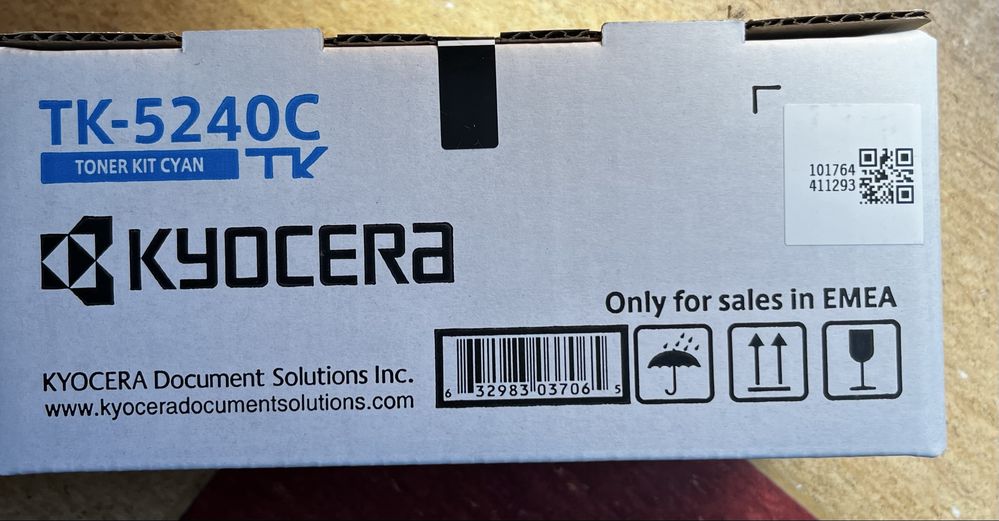 TK-5240C
TONER KIT CYAN TK
101764
411293
KYOCERA
Only for sales in EMEA
KYOCERA Document Solutions Inc.
www.kyoceradocumentsolutions.com
6 32983 03706 5